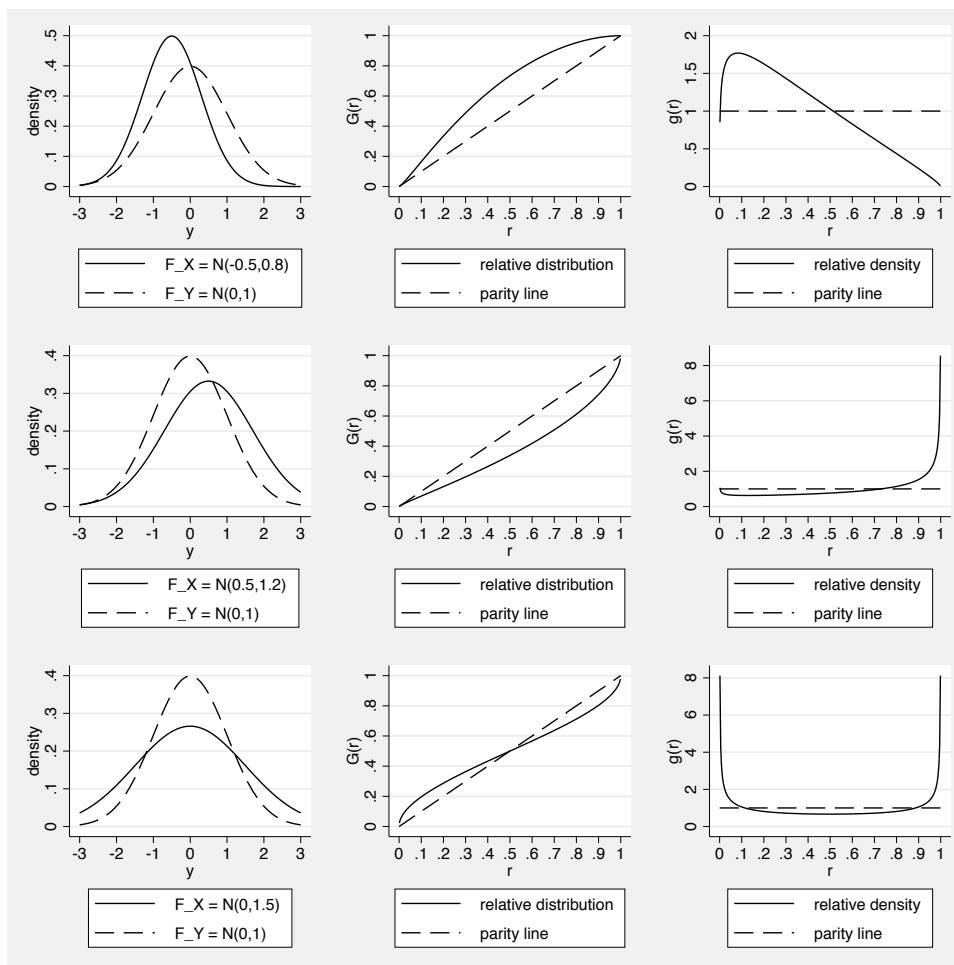 density
0 .1 .2 .3 .4 .5
-3 -2 -1 0 1 2 3
y
F_X = N(-0.5,0.8)
F_Y = N(0,1)
G(r)
0 .2 .4 .6 .8 1
0 .1 .2 .3 .4 .5 .6 .7 .8 .9 1
r
relative distribution
parity line
g(r)
0 .5 1 1.5 2
0 .1 .2 .3 .4 .5 .6 .7 .8 .9 1
r
relative density
parity line
density
0 .1 .2 .3 .4
-3 -2 -1 0 1 2 3
y
F_X = N(0.5,1.2)
F_Y = N(0,1)
G(r)
0 .2 .4 .6 .8 1
0 .1 .2 .3 .4 .5 .6 .7 .8 .9 1
r
relative distribution
parity line
g(r)
0 2 4 6 8
0 .1 .2 .3 .4 .5 .6 .7 .8 .9 1
r
relative density
parity line
density
0 .1 .2 .3 .4
-3 -2 -1 0 1 2 3
y
F_X = N(0,1.5)
F_Y = N(0,1)
G(r)
0 .2 .4 .6 .8 1
0 .1 .2 .3 .4 .5 .6 .7 .8 .9 1
r
relative distribution
parity line
g(r)
0 2 4 6 8
0 .1 .2 .3 .4 .5 .6 .7 .8 .9 1
r
relative density
parity line